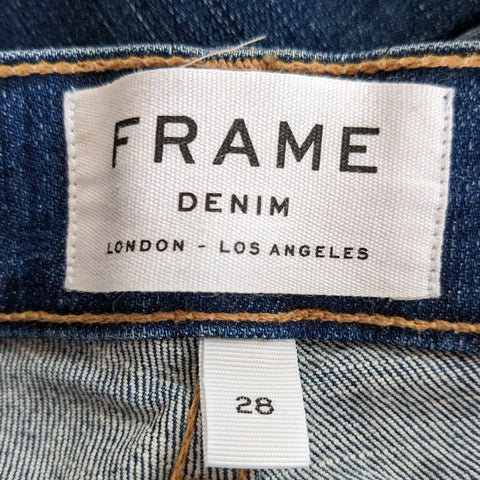 FRAME
DENIM
LONDON - LOS ANGELES
28